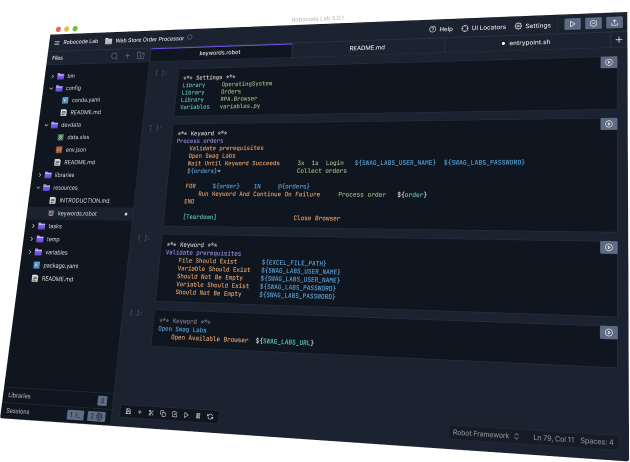 Robocode Lab 3.9.1
Robocode Lab
Web Store Order Processor
Help
UI Locators
Settings
Files
keywords.robot
README.md
entrypoint.sh
bin
config
conda.yaml
README.md
devdata
data.xlsx
env.json
README.md
libraries
resources
INTRODUCTION.md
keywords.robot
tasks
temp
variables
package.yaml
README.md
Libraries 3
Sessions 1 2
[ ]:
*** Settings ***
Library OperatingSystem
Library Orders
Library RPA.Browser
Variables variables.py
[ ]:
*** Keyword ***
Process orders
Validate prerequisites
Open Swag Labs
Wait Until Keyword Succeeds 3x 1s Login ${SWAG_LABS_USER_NAME} ${SWAG_LABS_PASSWORD}
${orders}= Collect orders
FOR ${order} IN @{orders}
Run Keyword And Continue On Failure Process order ${order}
END
[Teardown] Close Browser
[ ]:
*** Keyword ***
Validate prerequisites
File Should Exist ${EXCEL_FILE_PATH}
Variable Should Exist ${SWAG_LABS_USER_NAME}
Should Not Be Empty ${SWAG_LABS_USER_NAME}
Variable Should Exist ${SWAG_LABS_PASSWORD}
Should Not Be Empty ${SWAG_LABS_PASSWORD}
[ ]:
*** Keyword ***
Open Swag Labs
Open Available Browser ${SWAG_LABS_URL}
Robot Framework
Ln 79, Col 11
Spaces: 4